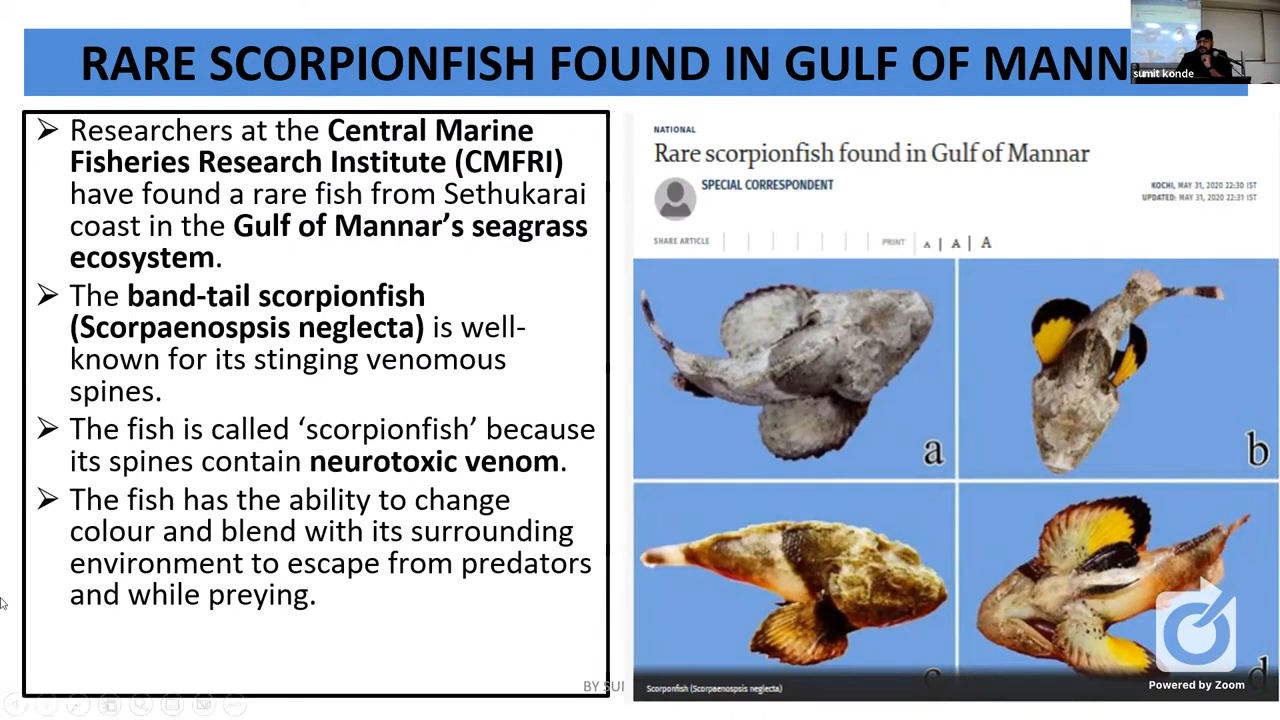 RARE SCORPIONFISH FOUND IN GULF OF MANN
sumit konde
➢ Researchers at the Central Marine
Fisheries Research Institute (CMFRI)
have found a rare fish from Sethukarai
coast in the Gulf of Mannar’s seagrass
ecosystem.
➢ The band-tail scorpionfish
(Scorpaenospsis neglecta) is well-
known for its stinging venomous
spines.
➢ The fish is called ‘scorpionfish’ because
its spines contain neurotoxic venom.
➢ The fish has the ability to change
colour and blend with its surrounding
environment to escape from predators
and while preying.
BY SU
NATIONAL
Rare scorpionfish found in Gulf of Mannar
SPECIAL CORRESPONDENT
KOCHI, MAY 31, 2020 22:30 IST
UPDATED: MAY 31, 2020 22:31 IST
SHARE ARTICLE
PRINT A | A | A
a
b
c
d
Scorponfish (Scorpaenospsis neglecta)
Powered by Zoom